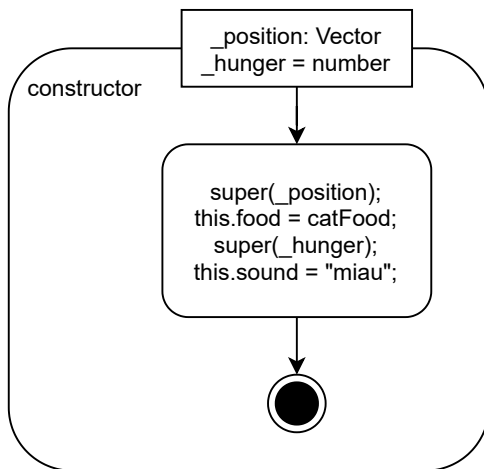 _position: Vector
_hunger = number
constructor
super(_position);
this.food = catFood;
super(_hunger);
this.sound = "miau";